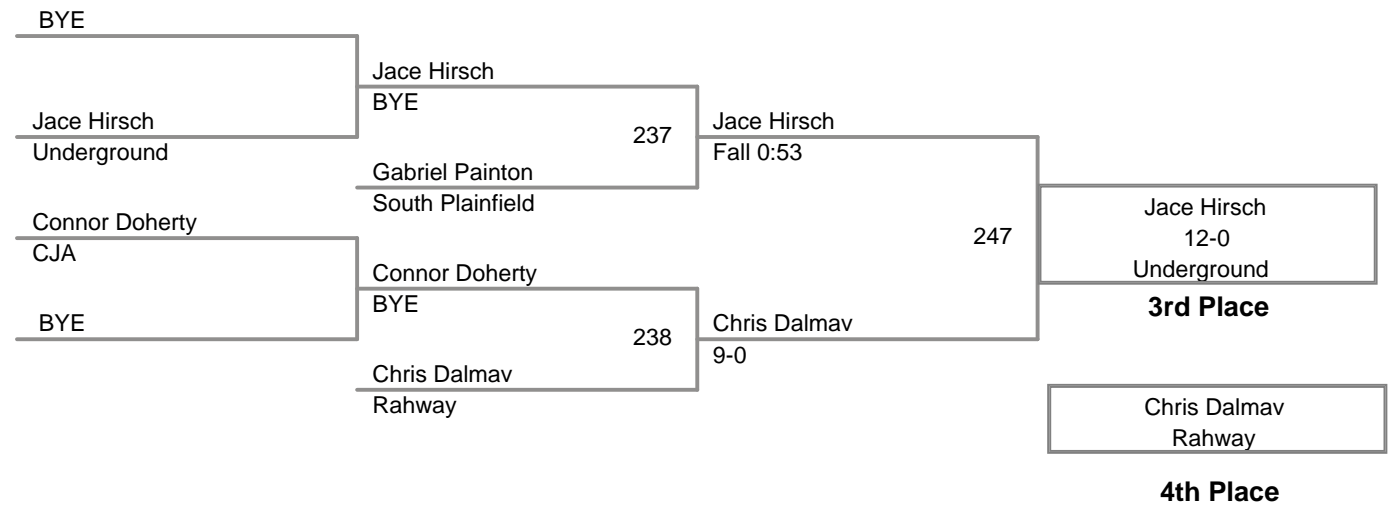 BYE
Jace Hirsch
BYE
Jace Hirsch
Underground
237
Jace Hirsch
Fall 0:53
Gabriel Painton
South Plainfield
Connor Doherty
CJA
247
Jace Hirsch
12-0
Underground
3rd Place
Connor Doherty
BYE
BYE
238
Chris Dalmav
9-0
Chris Dalmav
Rahway
Chris Dalmav
Rahway
4th Place